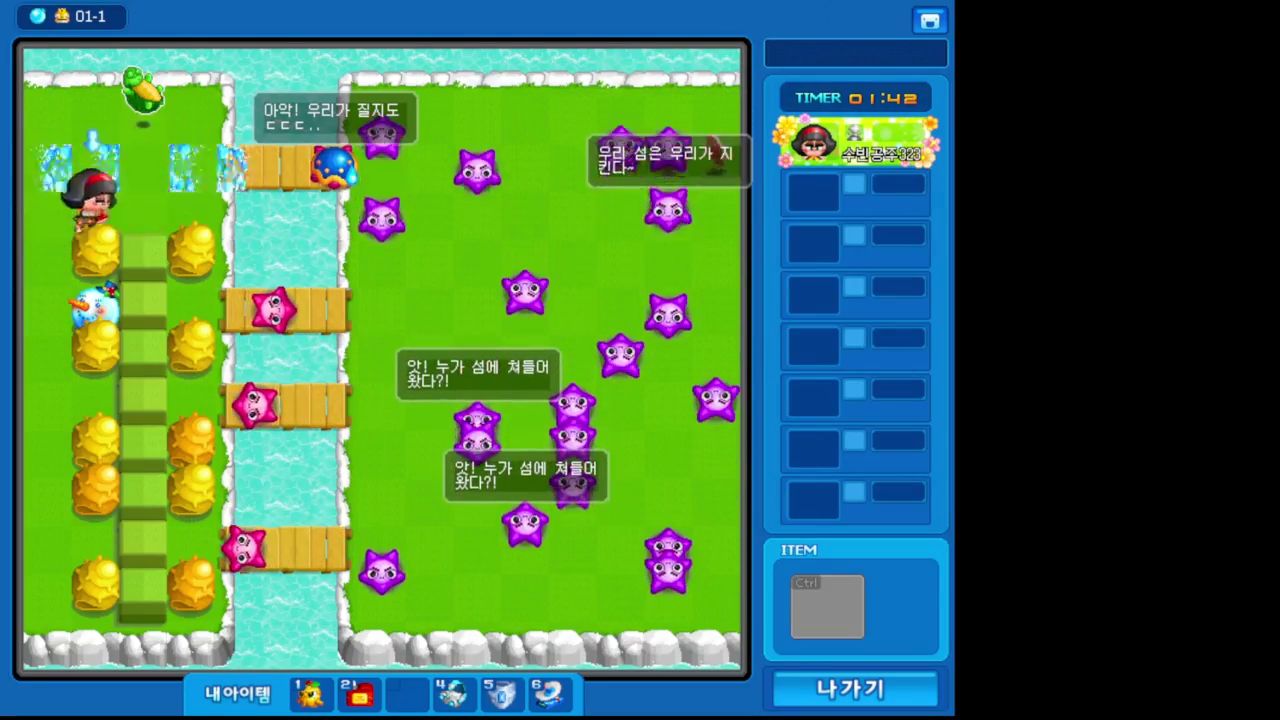 01-1
아악! 우리가 질지도
ㄷㄷㄷ..
우리 섬은 우리가 지
킨다~
앗! 누가 섬에 쳐들어
왔다?!
앗! 누가 섬에 쳐들어
왔다?!
TIMER 01:42
수빈공주323
ITEM
Ctrl
내아이템
1
2
4
5
6
나가기